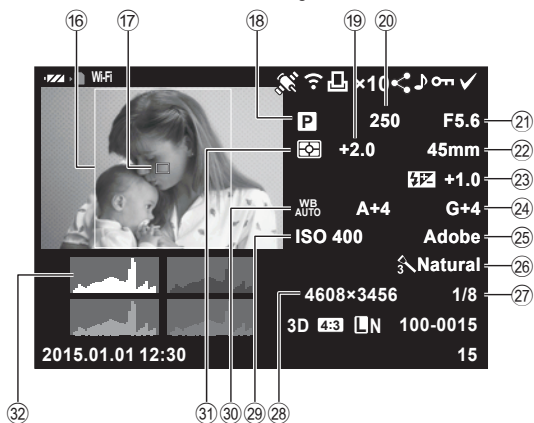 ⑯ ⑰ ⑱ ⑲ ⑳
Wi-Fi ×10
P 250 F5.6 ㉑
+2.0 45mm ㉒
+1.0 ㉓
WB AUTO A+4 G+4 ㉔
ISO 400 Adobe ㉕
3 Natural ㉖
4608×3456 1/8 ㉗
3D 4:3 LN 100-0015
2015.01.01 12:30 15
㉜ ㉛ ㉚ ㉙ ㉘